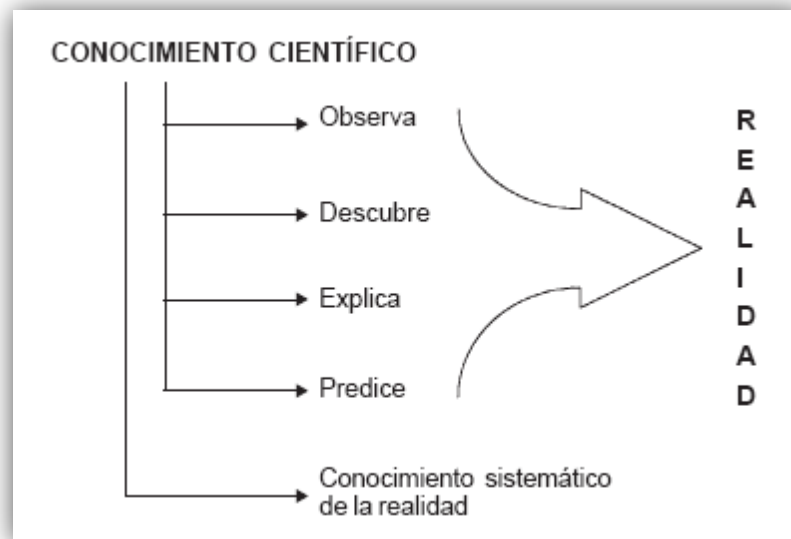 CONOCIMIENTO CIENTÍFICO
Observa
Descubre
Explica
Predice
Conocimiento sistemático
de la realidad
R
E
A
L
I
D
A
D